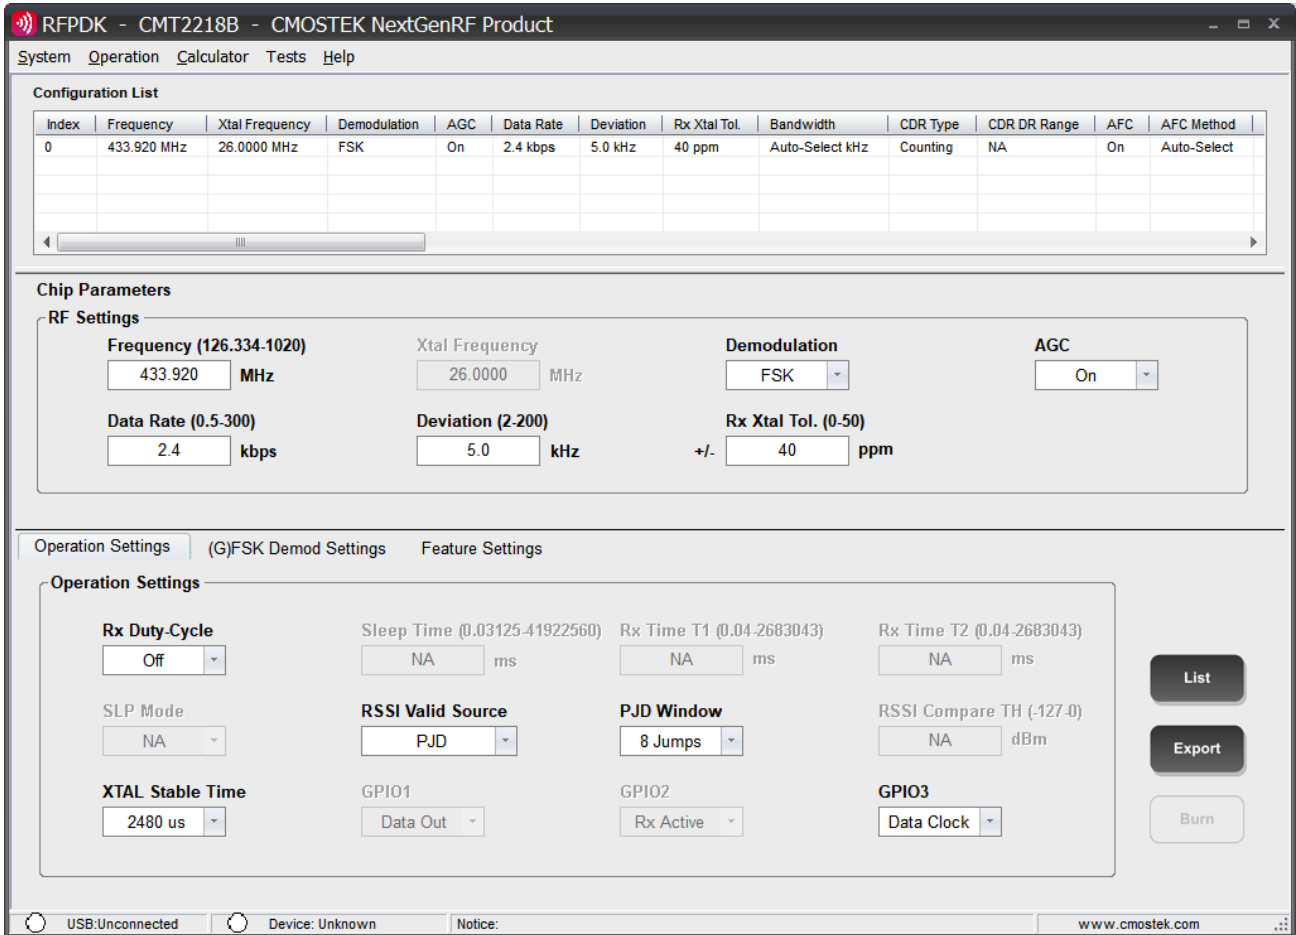 RFPDK - CMT2218B - CMOSTEK NextGenRF Product
System Operation Calculator Tests Help
Configuration List
Index Frequency Xtal Frequency Demodulation AGC Data Rate Deviation Rx Xtal Tol. Bandwidth CDR Type CDR DR Range AFC AFC Method
0 433.920 MHz 26.0000 MHz FSK On 2.4 kbps 5.0 kHz 40 ppm Auto-Select kHz Counting NA On Auto-Select
Chip Parameters
RF Settings
Frequency (126.334-1020) Xtal Frequency Demodulation AGC
433.920 MHz 26.0000 MHz FSK On
Data Rate (0.5-300) Deviation (2-200) Rx Xtal Tol. (0-50)
2.4 kbps 5.0 kHz +/- 40 ppm
Operation Settings (G)FSK Demod Settings Feature Settings
Operation Settings
Rx Duty-Cycle Sleep Time (0.03125-41922560) Rx Time T1 (0.04-2683043) Rx Time T2 (0.04-2683043)
Off NA ms NA ms NA ms
List
SLP Mode RSSI Valid Source PJD Window RSSI Compare TH (-127-0)
NA PJD 8 Jumps NA dBm
Export
XTAL Stable Time GPIO1 GPIO2 GPIO3
2480 us Data Out Rx Active Data Clock
Burn
USB:Unconnected Device: Unknown Notice: www.cmostek.com